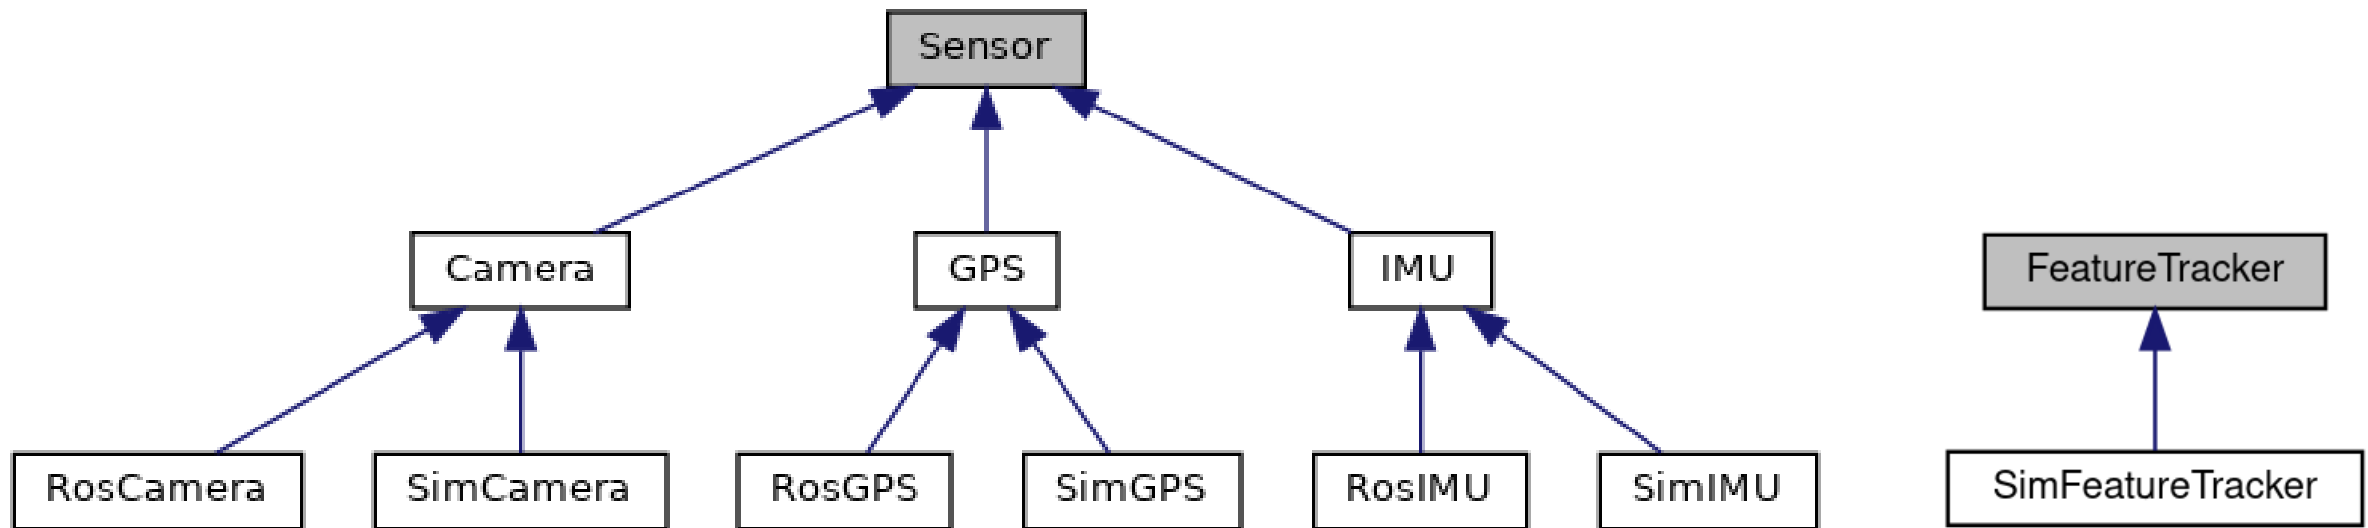 Sensor
Camera
GPS
IMU
FeatureTracker
RosCamera
SimCamera
RosGPS
SimGPS
RosIMU
SimIMU
SimFeatureTracker